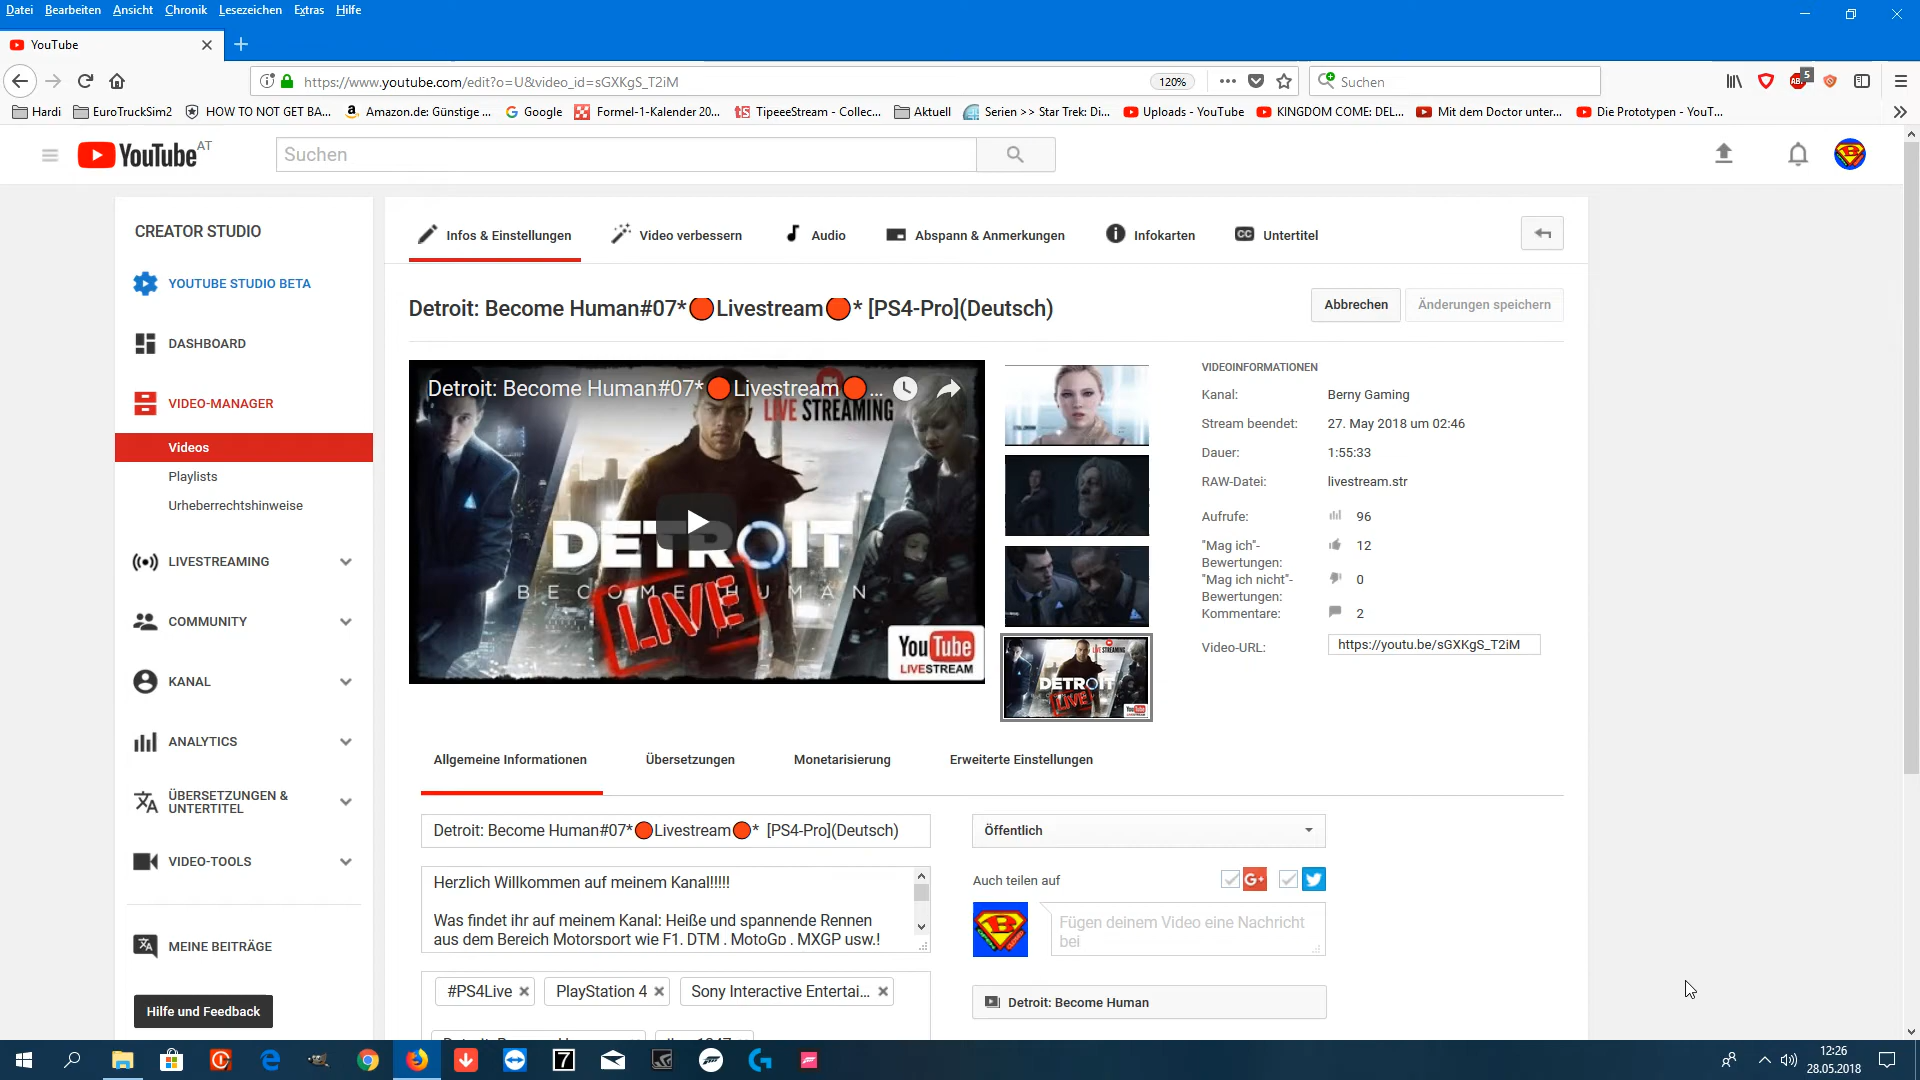 Datei Bearbeiten Ansicht Chronik Lesezeichen Extras Hilfe
YouTube
https://www.youtube.com/edit?o=U&video_id=sGXKgS_T2iM
120%
Suchen
5
Hardi EuroTruckSim2 HOW TO NOT GET BA... Amazon.de: Günstige ... Google Formel-1-Kalender 20... TipeeeStream - Collec... Aktuell Serien >> Star Trek: Di... Uploads - YouTube KINGDOM COME: DEL... Mit dem Doctor unter... Die Prototypen - YouT...
YouTube AT
Suchen
CREATOR STUDIO
YOUTUBE STUDIO BETA
DASHBOARD
VIDEO-MANAGER
Videos
Playlists
Urheberrechtshinweise
LIVESTREAMING
COMMUNITY
KANAL
ANALYTICS
ÜBERSETZUNGEN &
UNTERTITEL
VIDEO-TOOLS
MEINE BEITRÄGE
Hilfe und Feedback
Infos & Einstellungen Video verbessern Audio Abspann & Anmerkungen Infokarten Untertitel
Detroit: Become Human#07*🔴Livestream🔴* [PS4-Pro](Deutsch)
Abbrechen Änderungen speichern
Detroit: Become Human#07*🔴Livestream🔴...
LIVE STREAMING
DETROIT
BECOME HUMAN
LIVE
YouTube
LIVESTREAM
VIDEOINFORMATIONEN
Kanal: Berny Gaming
Stream beendet: 27. May 2018 um 02:46
Dauer: 1:55:33
RAW-Datei: livestream.str
Aufrufe: 96
"Mag ich"- 12
Bewertungen:
"Mag ich nicht"- 0
Bewertungen:
Kommentare: 2
Video-URL: https://youtu.be/sGXKgS_T2iM
Allgemeine Informationen Übersetzungen Monetarisierung Erweiterte Einstellungen
Detroit: Become Human#07*🔴Livestream🔴* [PS4-Pro](Deutsch)
Herzlich Willkommen auf meinem Kanal!!!!!
Was findet ihr auf meinem Kanal: Heiße und spannende Rennen
aus dem Bereich Motorsport wie F1, DTM , MotoGp , MXGP usw.!
#PS4Live PlayStation 4 Sony Interactive Entertai...
Öffentlich
Auch teilen auf
Fügen deinem Video eine Nachricht
bei
Detroit: Become Human
12:26
28.05.2018